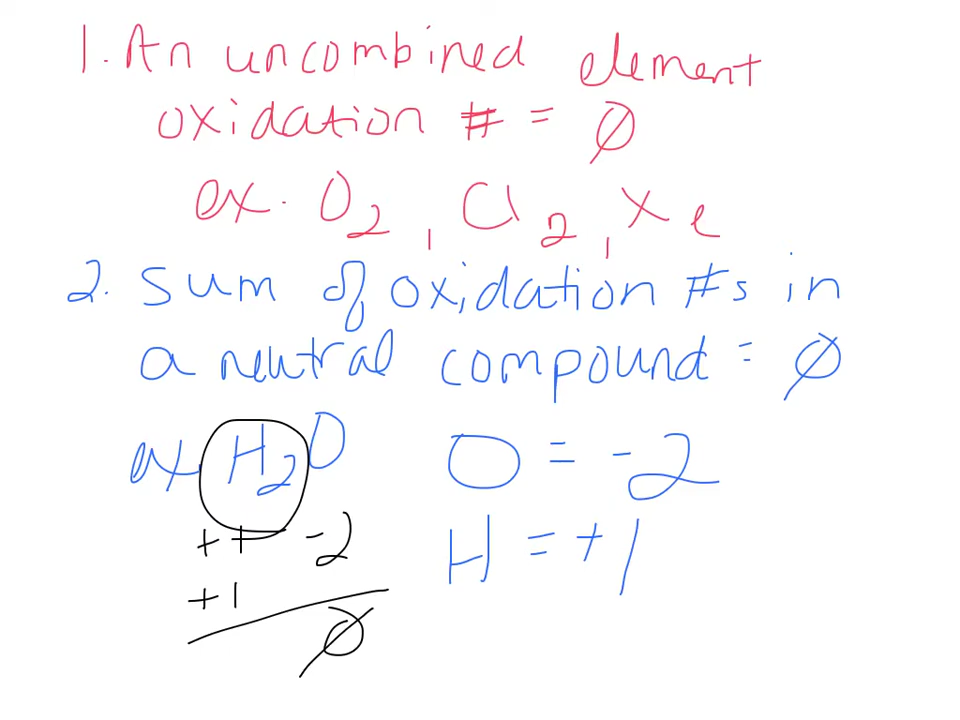 1. An uncombined element
oxidation # = Ø
ex. O2, Cl2, Xe
2. Sum of oxidation #s in
a neutral compound = Ø
ex H2O O = -2
++ -2 H = +1
+1
Ø